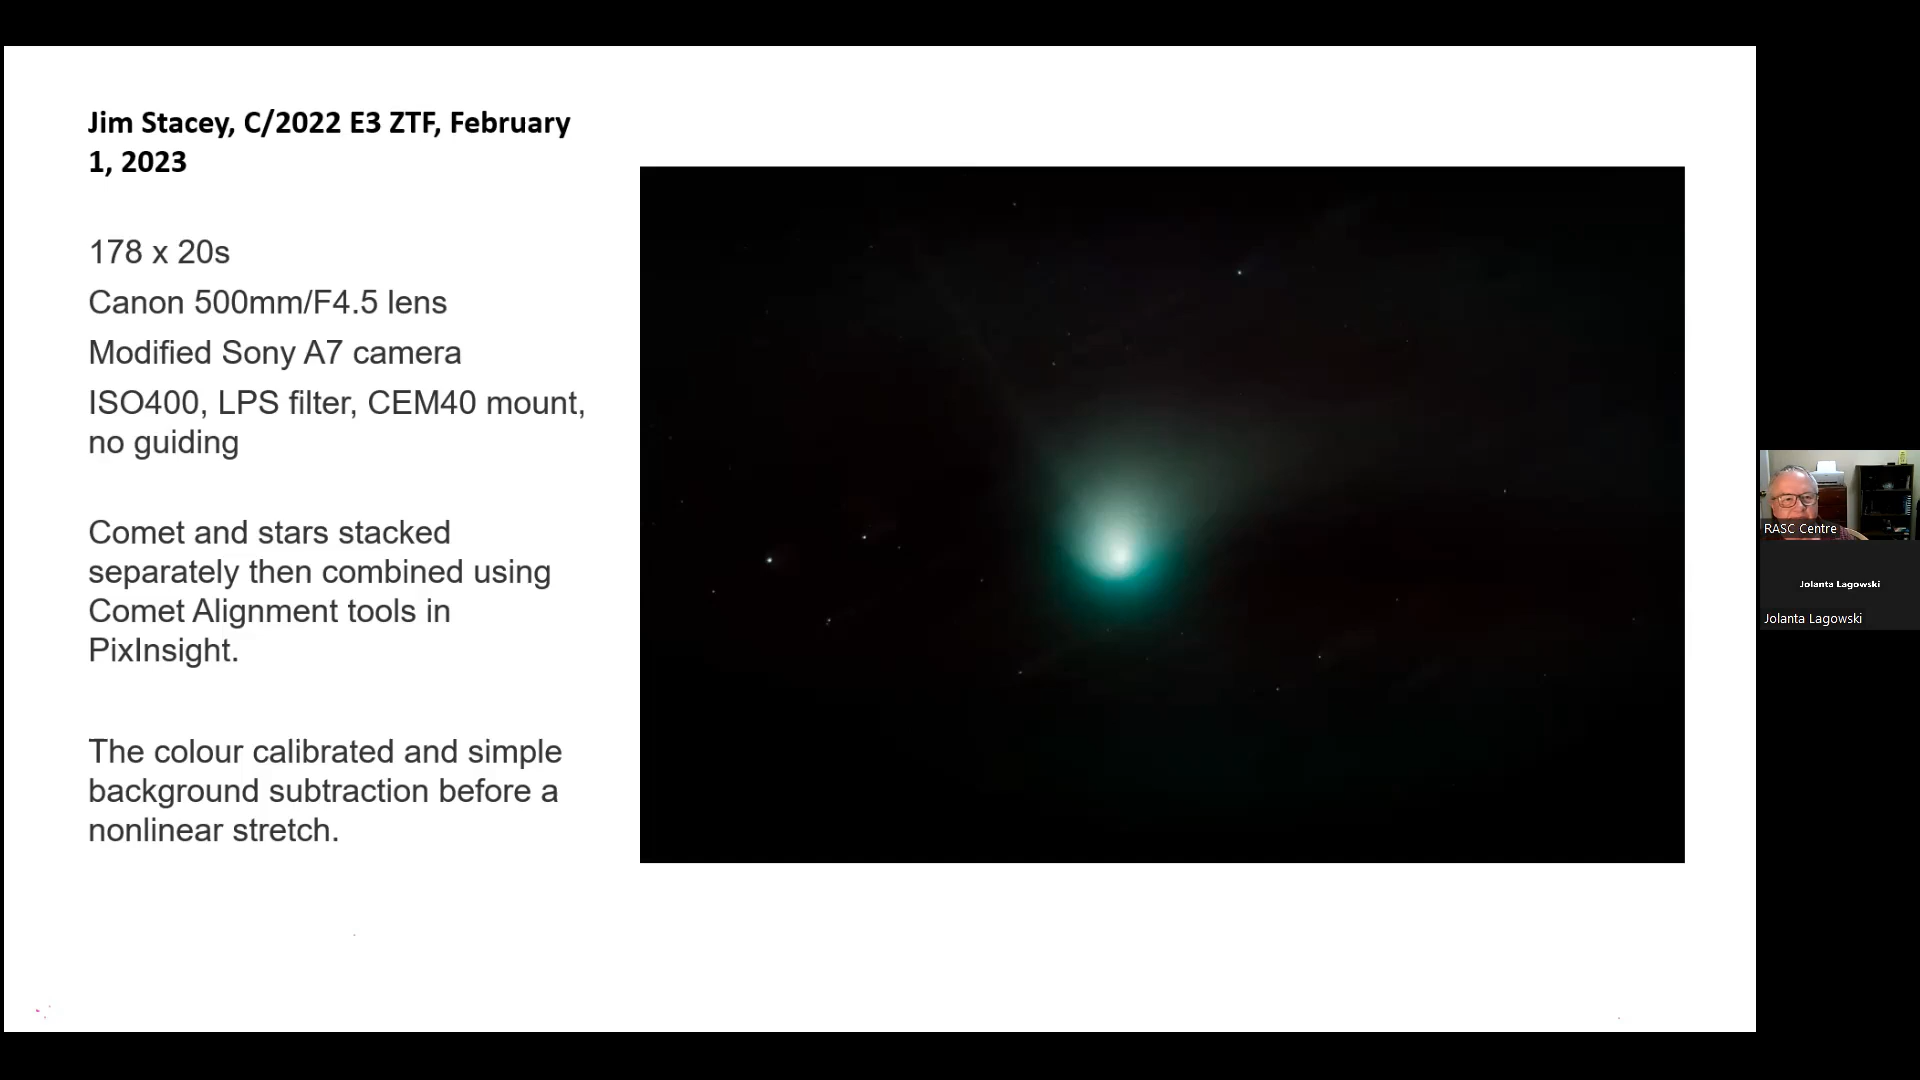 Jim Stacey, C/2022 E3 ZTF, February
1, 2023
178 x 20s
Canon 500mm/F4.5 lens
Modified Sony A7 camera
ISO400, LPS filter, CEM40 mount,
no guiding
Comet and stars stacked
separately then combined using
Comet Alignment tools in
PixInsight.
The colour calibrated and simple
background subtraction before a
nonlinear stretch.
RASC Centre
Jolanta Lagowski
Jolanta Lagowski